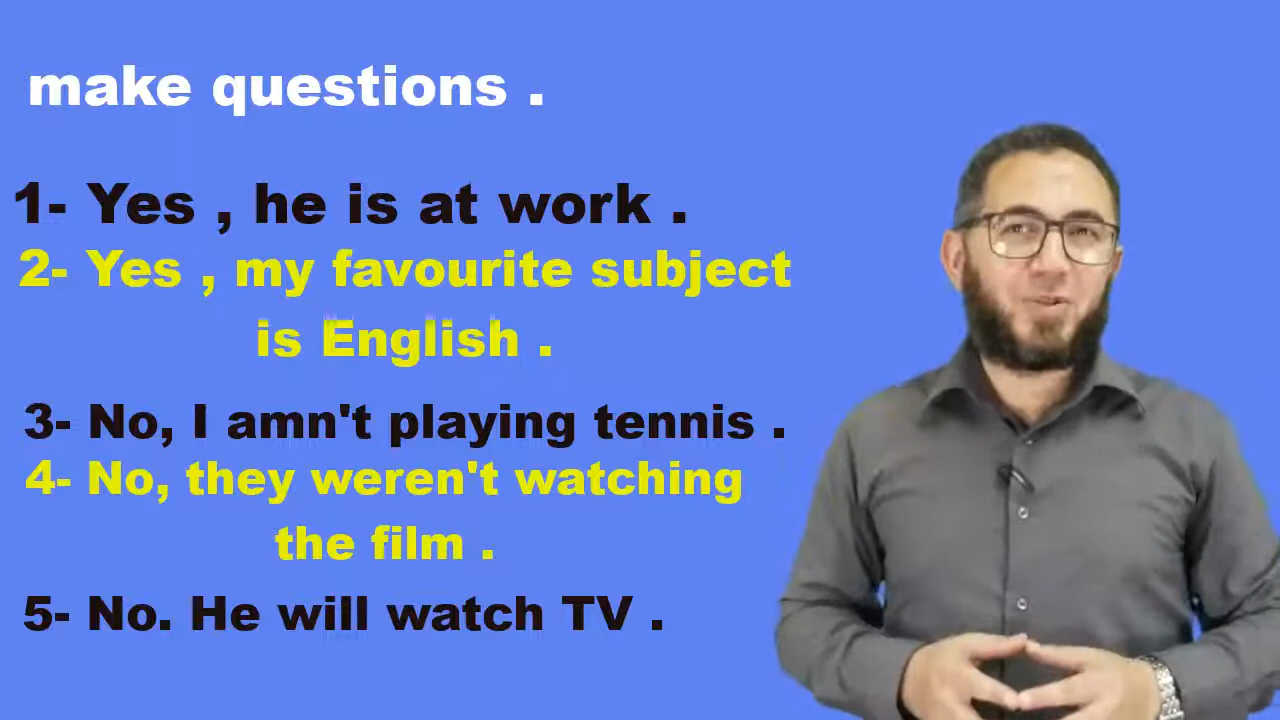 make questions .
1- Yes , he is at work .
2- Yes , my favourite subject
is English .
3- No, I amn't playing tennis .
4- No, they weren't watching
the film .
5- No. He will watch TV .